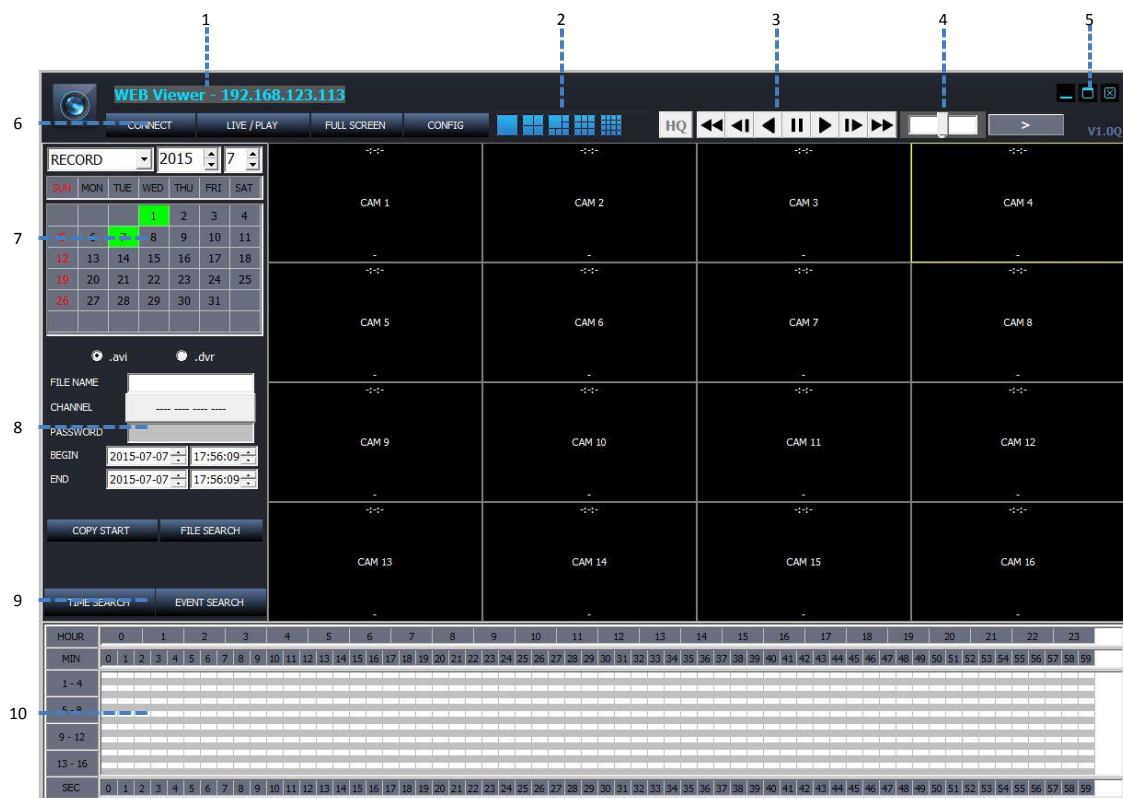 1 2 3 4 5
WEB Viewer - 192.168.123.113
6 CONNECT LIVE / PLAY FULL SCREEN CONFIG HQ > V1.0Q
RECORD 2015 7
SUN MON TUE WED THU FRI SAT
1 2 3 4
7 5 6 7 8 9 10 11
12 13 14 15 16 17 18
19 20 21 22 23 24 25
26 27 28 29 30 31
.avi .dvr
FILE NAME
CHANNEL ---- ---- ---- ----
8 PASSWORD
BEGIN 2015-07-07 17:56:09
END 2015-07-07 17:56:09
COPY START FILE SEARCH
9 TIME SEARCH EVENT SEARCH
-:-:- -:-:- -:-:- -:-:-
CAM 1 CAM 2 CAM 3 CAM 4
- - - -
-:-:- -:-:- -:-:- -:-:-
CAM 5 CAM 6 CAM 7 CAM 8
- - - -
-:-:- -:-:- -:-:- -:-:-
CAM 9 CAM 10 CAM 11 CAM 12
- - - -
-:-:- -:-:- -:-:- -:-:-
CAM 13 CAM 14 CAM 15 CAM 16
- - - -
HOUR 0 1 2 3 4 5 6 7 8 9 10 11 12 13 14 15 16 17 18 19 20 21 22 23
MIN 0 1 2 3 4 5 6 7 8 9 10 11 12 13 14 15 16 17 18 19 20 21 22 23 24 25 26 27 28 29 30 31 32 33 34 35 36 37 38 39 40 41 42 43 44 45 46 47 48 49 50 51 52 53 54 55 56 57 58 59
1 - 4
10 5 - 8
9 - 12
13 - 16
SEC 0 1 2 3 4 5 6 7 8 9 10 11 12 13 14 15 16 17 18 19 20 21 22 23 24 25 26 27 28 29 30 31 32 33 34 35 36 37 38 39 40 41 42 43 44 45 46 47 48 49 50 51 52 53 54 55 56 57 58 59